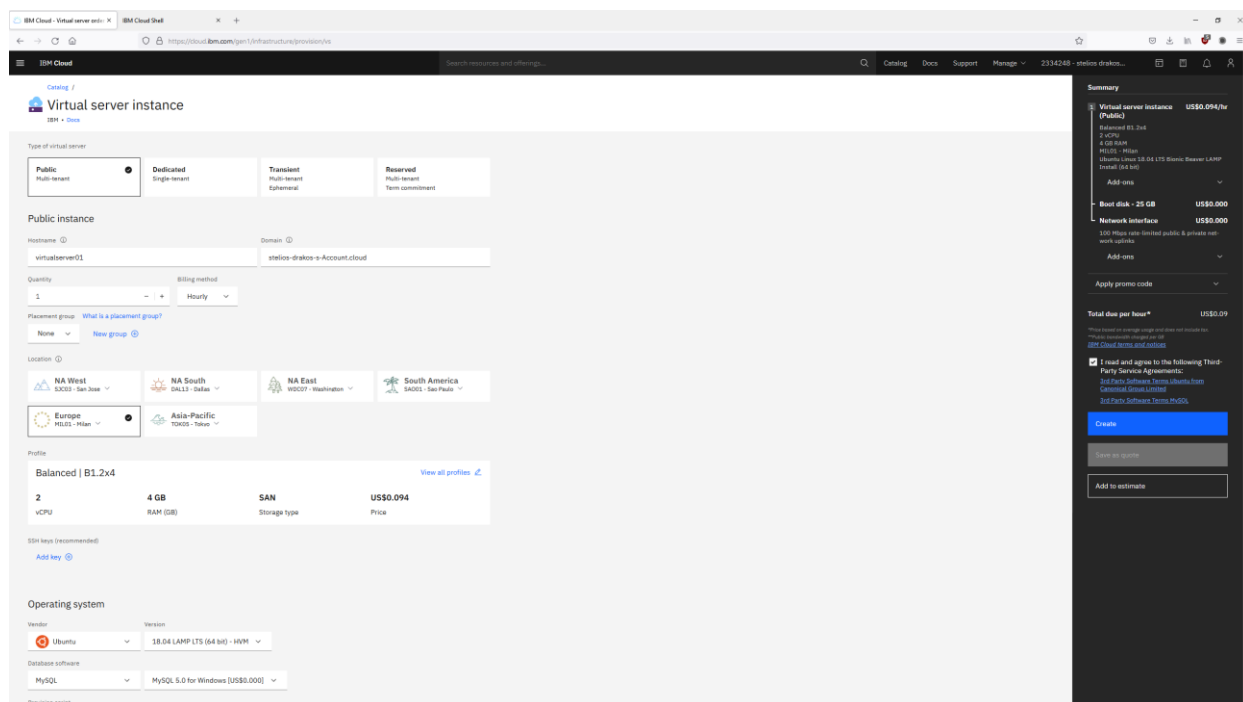 IBM Cloud - Virtual server order
IBM Cloud Shell
https://cloud.ibm.com/gen1/infrastructure/provision/vs
IBM Cloud
Search resources and offerings...
Catalog
Docs
Support
Manage
2334248 - stelios drakos...
Catalog /
Virtual server instance
IBM • Docs
Type of virtual server
Public
Multi-tenant
Dedicated
Single-tenant
Transient
Multi-tenant
Ephemeral
Reserved
Multi-tenant
Term commitment
Public instance
Hostname
Domain
virtualserver01
stelios-drakos-s-Account.cloud
Quantity
Billing method
1
Hourly
Placement group What is a placement group?
None
New group
Location
NA West
SJC03 - San Jose
NA South
DAL13 - Dallas
NA East
WDC07 - Washington
South America
SAO01 - Sao Paulo
Europe
MIL01 - Milan
Asia-Pacific
TOK05 - Tokyo
Profile
Balanced | B1.2x4
View all profiles
2
vCPU
4 GB
RAM (GB)
SAN
Storage type
US$0.094
Price
SSH keys (recommended)
Add key
Operating system
Vendor
Version
Ubuntu
18.04 LAMP LTS (64 bit) - HVM
Database software
MySQL
MySQL 5.0 for Windows [US$0.000]
Summary
1 Virtual server instance US$0.094/hr
(Public)
Balanced B1.2x4
2 vCPU
4 GB RAM
MIL01 - Milan
Ubuntu Linux 18.04 LTS Bionic Beaver LAMP
Install (64 bit)
Add-ons
Boot disk - 25 GB US$0.000
Network interface US$0.000
100 Mbps rate-limited public & private net-
work uplinks
Add-ons
Apply promo code
Total due per hour* US$0.09
IBM Cloud terms and notices
I read and agree to the following Third-
Party Service Agreements:
3rd Party Software Terms Ubuntu from
Canonical Group Limited
3rd Party Software Terms MySQL
Create
Save as quote
Add to estimate